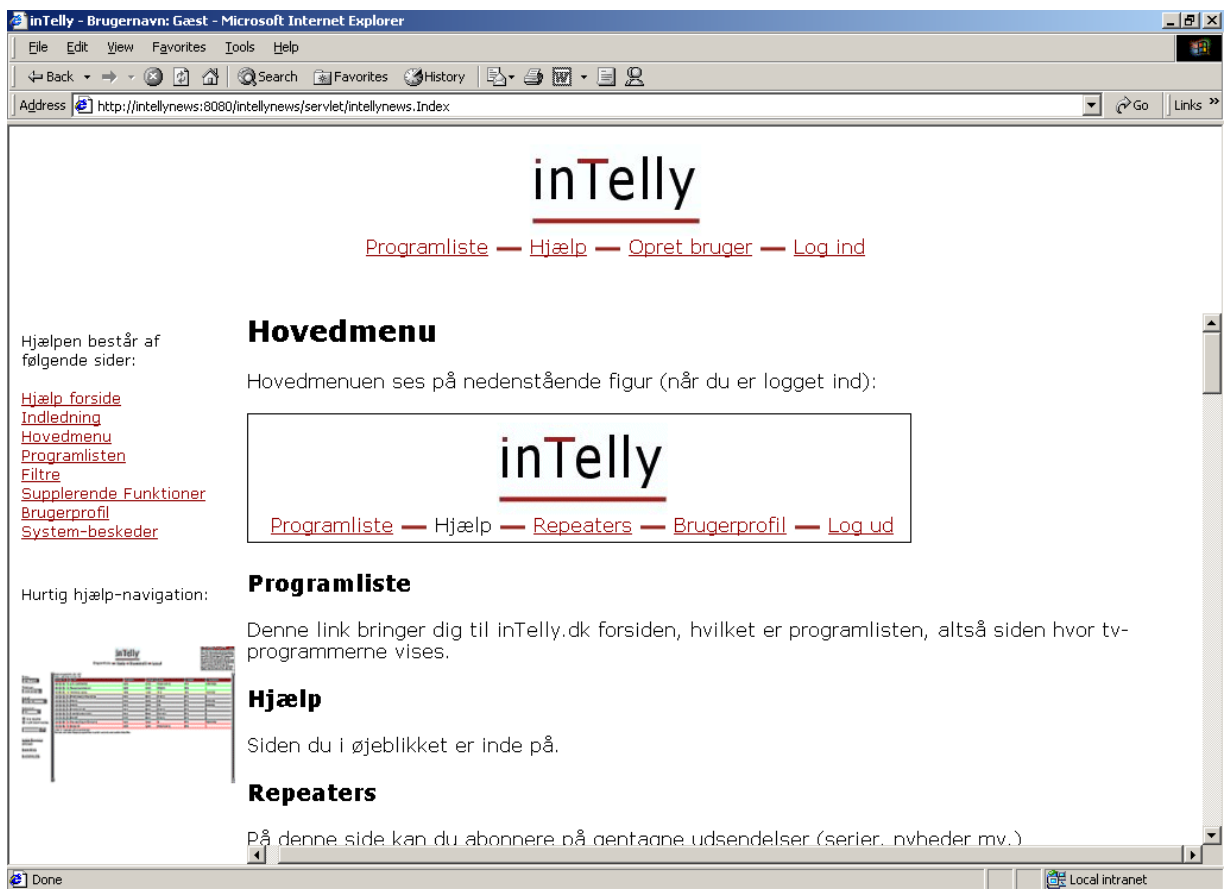 inTelly - Brugernavn: Gæst - Microsoft Internet Explorer
File Edit View Favorites Tools Help
Back Search Favorites History
Address http://intellynews:8080/intellynews/servlet/intellynews.Index Go Links »
inTelly
Programliste — Hjælp — Opret bruger — Log ind
Hjælpen består af
følgende sider:
Hjælp forside
Indledning
Hovedmenu
Programlisten
Filtre
Supplerende Funktioner
Brugerprofil
System-beskeder
Hurtig hjælp-navigation:
inTelly
Hovedmenu
Hovedmenuen ses på nedenstående figur (når du er logget ind):
inTelly
Programliste — Hjælp — Repeaters — Brugerprofil — Log ud
Programliste
Denne link bringer dig til inTelly.dk forsiden, hvilket er programlisten, altså siden hvor tv-
programmerne vises.
Hjælp
Siden du i øjeblikket er inde på.
Repeaters
På denne side kan du abonnere på gentagne udsendelser (serier, nyheder mv.)
Done Local intranet